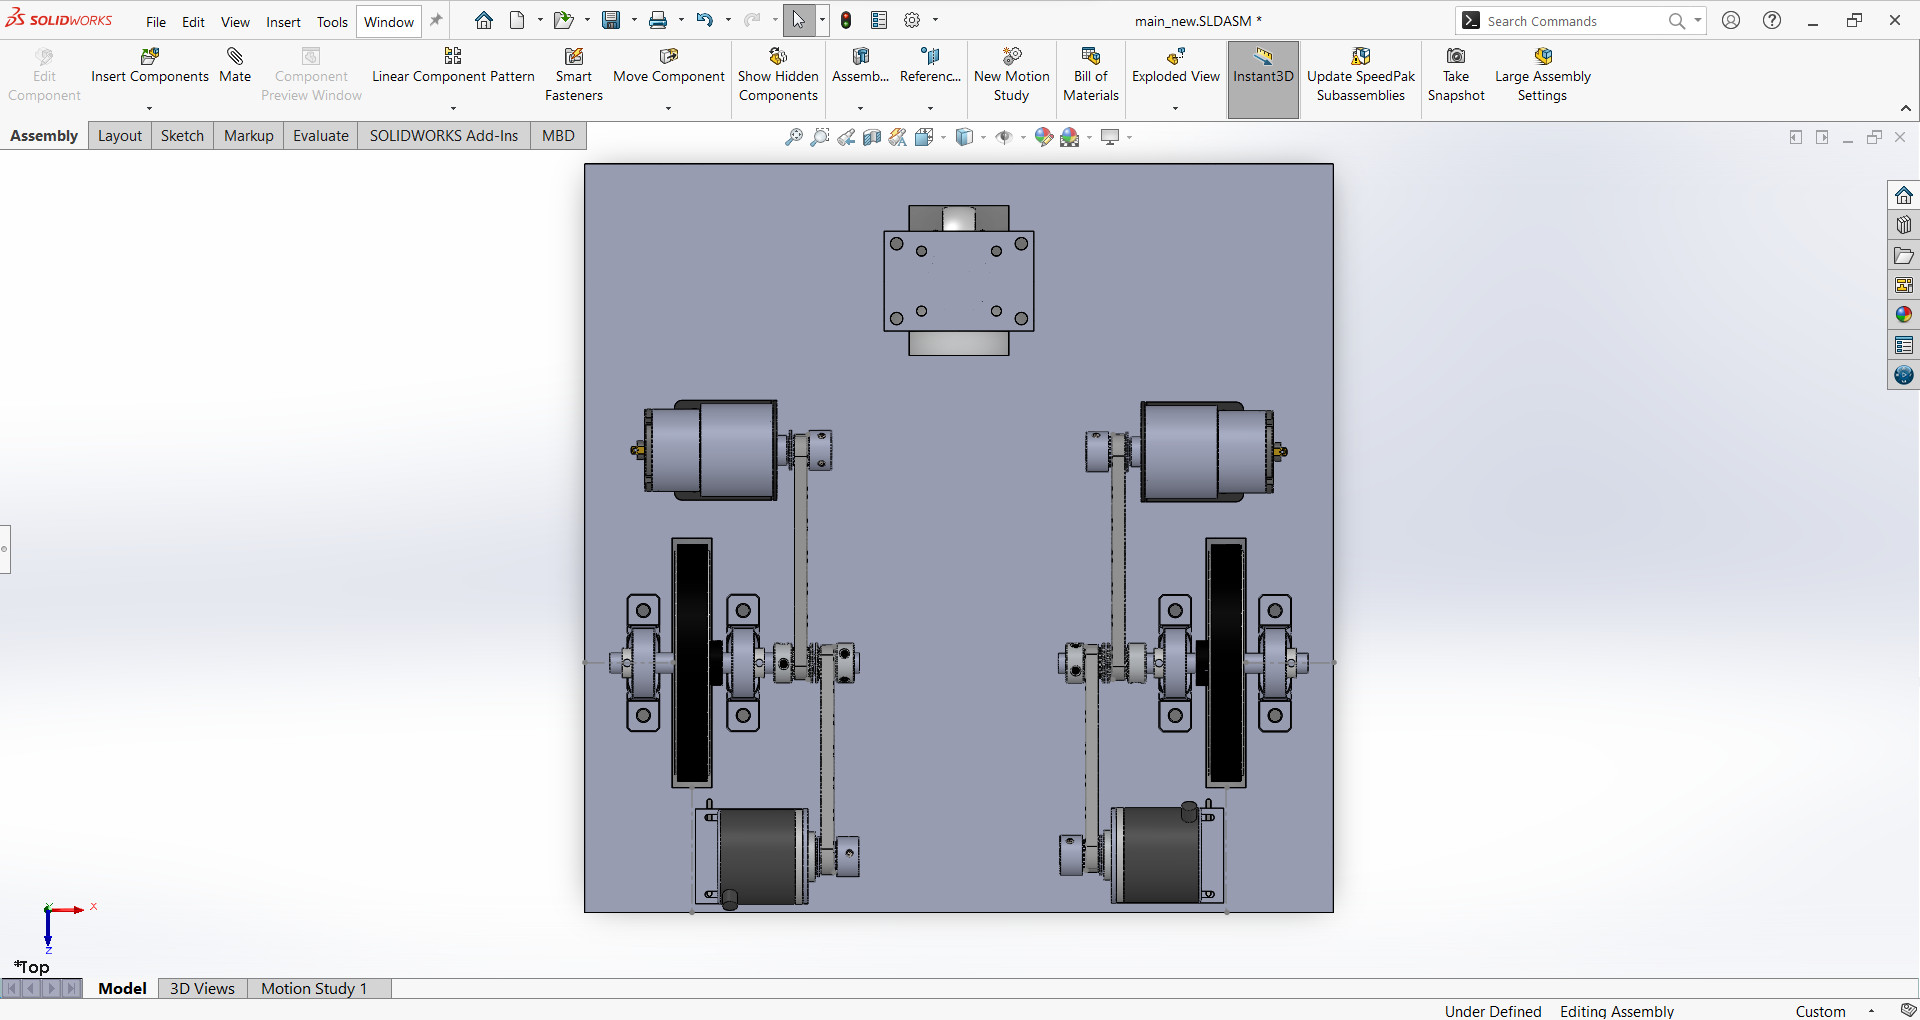 SOLIDWORKS File Edit View Insert Tools Window main_new.SLDASM * Search Commands
Edit Component
Insert Components
Mate
Component Preview Window
Linear Component Pattern
Smart Fasteners
Move Component
Show Hidden Components
Assemb...
Referenc...
New Motion Study
Bill of Materials
Exploded View
Instant3D
Update SpeedPak Subassemblies
Take Snapshot
Large Assembly Settings
Assembly Layout Sketch Markup Evaluate SOLIDWORKS Add-Ins MBD
Y X
Z
*Top
Model 3D Views Motion Study 1
Under Defined Editing Assembly Custom